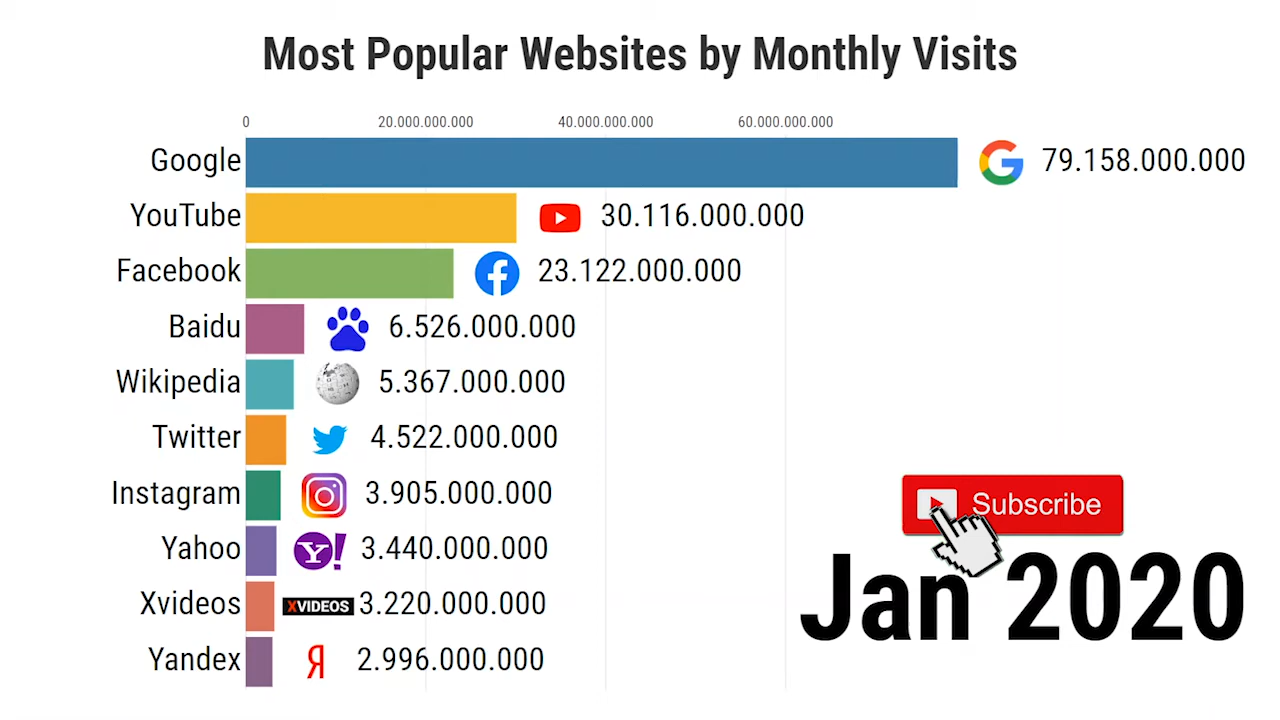 Most Popular Websites by Monthly Visits
0 20.000.000.000 40.000.000.000 60.000.000.000
Google 79.158.000.000
YouTube 30.116.000.000
Facebook 23.122.000.000
Baidu 6.526.000.000
Wikipedia 5.367.000.000
Twitter 4.522.000.000
Instagram 3.905.000.000
Yahoo Y! 3.440.000.000
Xvideos XVIDEOS 3.220.000.000
Yandex Я 2.996.000.000
Subscribe
Jan 2020